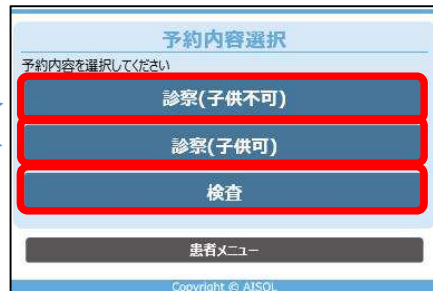 予約内容選択
予約内容を選択してください
診察(子供不可)
診察(子供可)
検査
患者メニュー
Copyright © AISOL